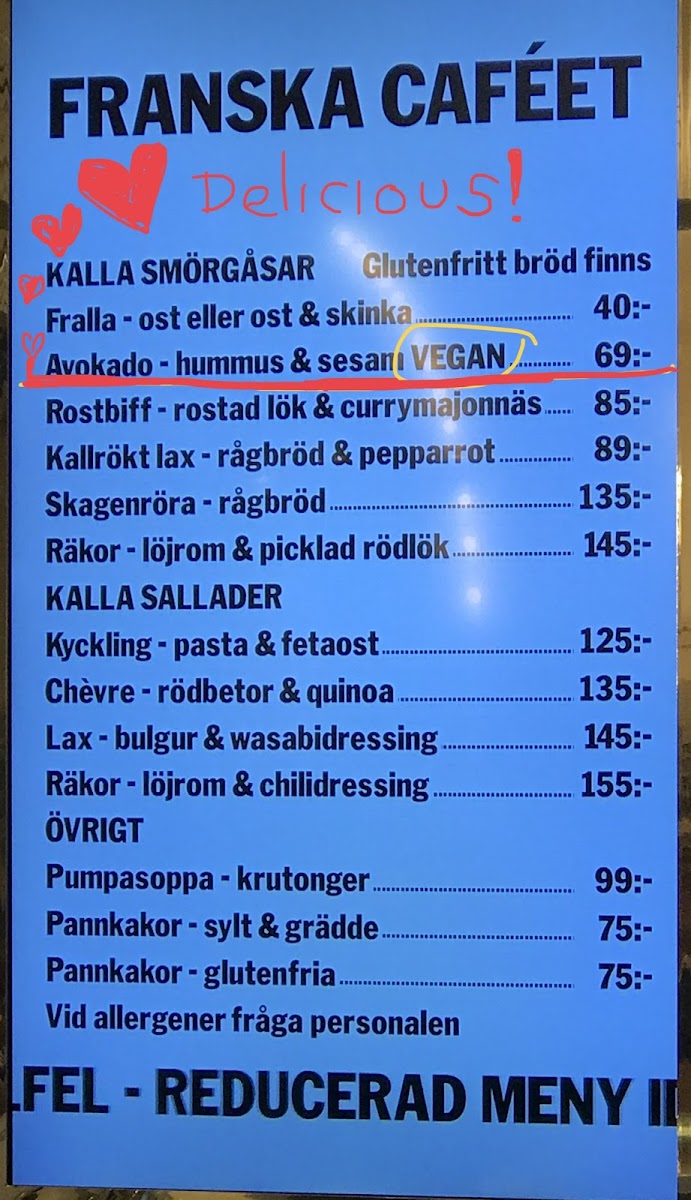 FRANSKA CAFÉET
Delicious!
KALLA SMÖRGÅSAR Glutenfritt bröd finns
Fralla - ost eller ost & skinka 40:-
Avokado - hummus & sesam VEGAN 69:-
Rostbiff - rostad lök & currymajonnäs 85:-
Kallrökt lax - rågbröd & pepparrot 89:-
Skagenröra - rågbröd 135:-
Räkor - löjrom & picklad rödlök 145:-
KALLA SALLADER
Kyckling - pasta & fetaost 125:-
Chèvre - rödbetor & quinoa 135:-
Lax - bulgur & wasabidressing 145:-
Räkor - löjrom & chilidressing 155:-
ÖVRIGT
Pumpasoppa - krutonger 99:-
Pannkakor - sylt & grädde 75:-
Pannkakor - glutenfria 75:-
Vid allergener fråga personalen
LFEL - REDUCERAD MENY I